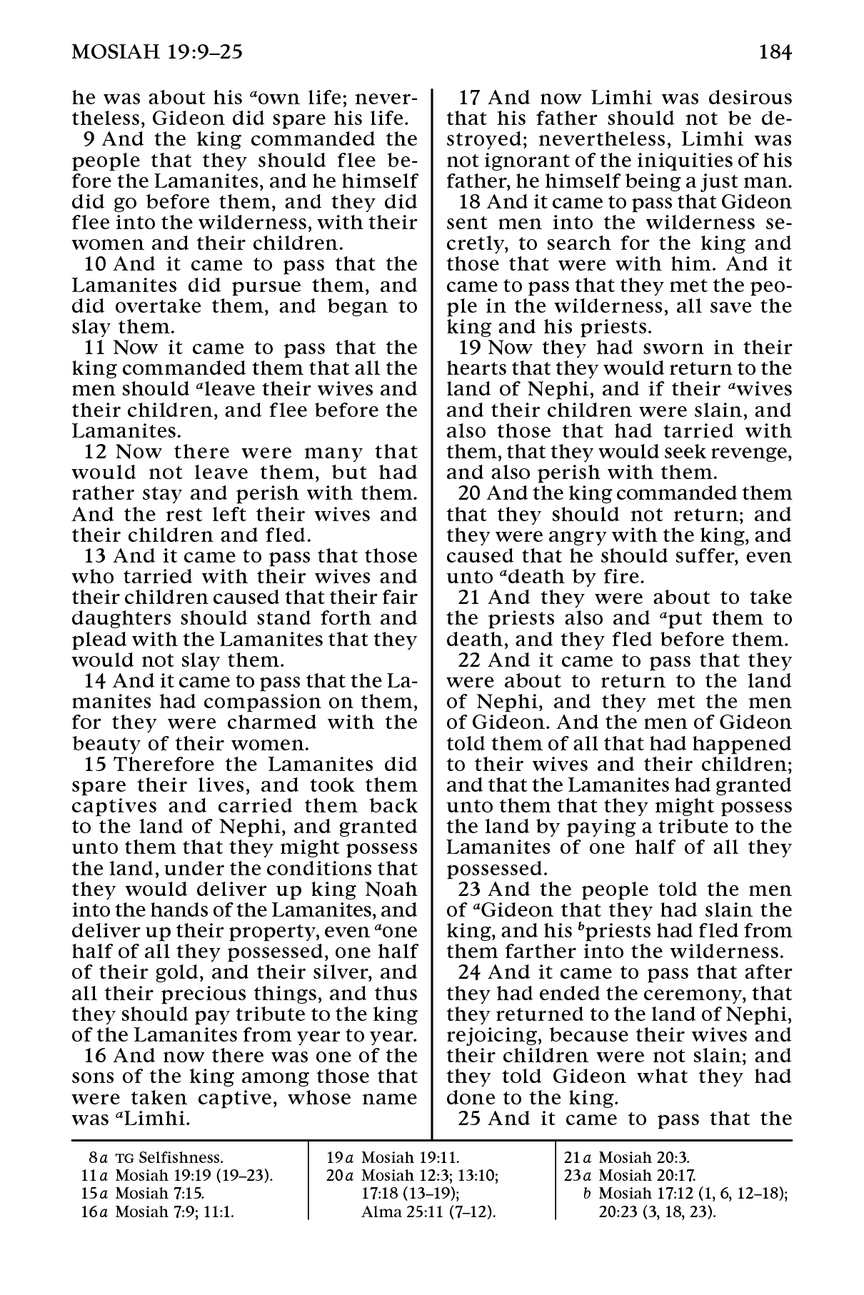 MOSIAH 19:9–25
184
he was about his aown life; never-
theless, Gideon did spare his life.
9 And the king commanded the
people that they should flee be-
fore the Lamanites, and he himself
did go before them, and they did
flee into the wilderness, with their
women and their children.
10 And it came to pass that the
Lamanites did pursue them, and
did overtake them, and began to
slay them.
11 Now it came to pass that the
king commanded them that all the
men should aleave their wives and
their children, and flee before the
Lamanites.
12 Now there were many that
would not leave them, but had
rather stay and perish with them.
And the rest left their wives and
their children and fled.
13 And it came to pass that those
who tarried with their wives and
their children caused that their fair
daughters should stand forth and
plead with the Lamanites that they
would not slay them.
14 And it came to pass that the La-
manites had compassion on them,
for they were charmed with the
beauty of their women.
15 Therefore the Lamanites did
spare their lives, and took them
captives and carried them back
to the land of Nephi, and granted
unto them that they might possess
the land, under the conditions that
they would deliver up king Noah
into the hands of the Lamanites, and
deliver up their property, even aone
half of all they possessed, one half
of their gold, and their silver, and
all their precious things, and thus
they should pay tribute to the king
of the Lamanites from year to year.
16 And now there was one of the
sons of the king among those that
were taken captive, whose name
was aLimhi.
17 And now Limhi was desirous
that his father should not be de-
stroyed; nevertheless, Limhi was
not ignorant of the iniquities of his
father, he himself being a just man.
18 And it came to pass that Gideon
sent men into the wilderness se-
cretly, to search for the king and
those that were with him. And it
came to pass that they met the peo-
ple in the wilderness, all save the
king and his priests.
19 Now they had sworn in their
hearts that they would return to the
land of Nephi, and if their awives
and their children were slain, and
also those that had tarried with
them, that they would seek revenge,
and also perish with them.
20 And the king commanded them
that they should not return; and
they were angry with the king, and
caused that he should suffer, even
unto adeath by fire.
21 And they were about to take
the priests also and aput them to
death, and they fled before them.
22 And it came to pass that they
were about to return to the land
of Nephi, and they met the men
of Gideon. And the men of Gideon
told them of all that had happened
to their wives and their children;
and that the Lamanites had granted
unto them that they might possess
the land by paying a tribute to the
Lamanites of one half of all they
possessed.
23 And the people told the men
of aGideon that they had slain the
king, and his bpriests had fled from
them farther into the wilderness.
24 And it came to pass that after
they had ended the ceremony, that
they returned to the land of Nephi,
rejoicing, because their wives and
their children were not slain; and
they told Gideon what they had
done to the king.
25 And it came to pass that the
8a TG Selfishness.
11a Mosiah 19:19 (19–23).
15a Mosiah 7:15.
16a Mosiah 7:9; 11:1.
19a Mosiah 19:11.
20a Mosiah 12:3; 13:10;
17:18 (13–19);
Alma 25:11 (7–12).
21a Mosiah 20:3.
23a Mosiah 20:17.
b Mosiah 17:12 (1, 6, 12–18);
20:23 (3, 18, 23).